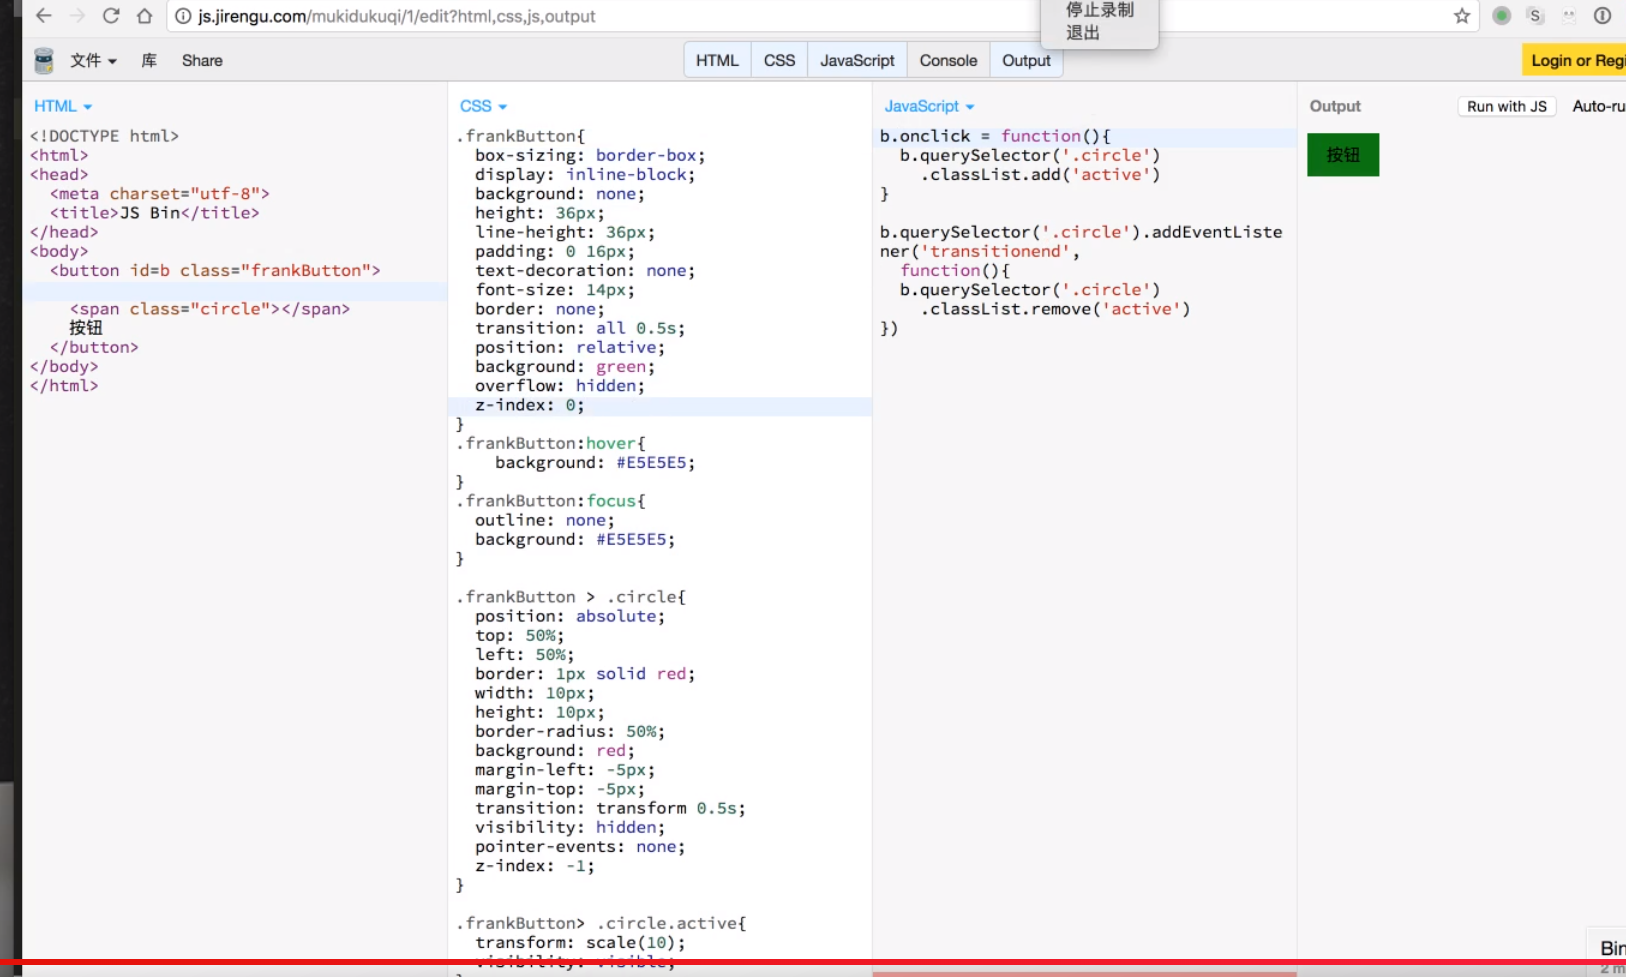 js.jirengu.com/mukidukuqi/1/edit?html,css,js,output
停止录制
退出
S
文件
库
Share
HTML
CSS
JavaScript
Console
Output
Login or Regi
HTML
<!DOCTYPE html>
<html>
<head>
<meta charset="utf-8">
<title>JS Bin</title>
</head>
<body>
<button id=b class="frankButton">
<span class="circle"></span>
按钮
</button>
</body>
</html>
CSS
.frankButton{
box-sizing: border-box;
display: inline-block;
background: none;
height: 36px;
line-height: 36px;
padding: 0 16px;
text-decoration: none;
font-size: 14px;
border: none;
transition: all 0.5s;
position: relative;
background: green;
overflow: hidden;
z-index: 0;
}
.frankButton:hover{
background: #E5E5E5;
}
.frankButton:focus{
outline: none;
background: #E5E5E5;
}
.frankButton > .circle{
position: absolute;
top: 50%;
left: 50%;
border: 1px solid red;
width: 10px;
height: 10px;
border-radius: 50%;
background: red;
margin-left: -5px;
margin-top: -5px;
transition: transform 0.5s;
visibility: hidden;
pointer-events: none;
z-index: -1;
}
.frankButton> .circle.active{
transform: scale(10);
visibility: visible;
JavaScript
b.onclick = function(){
b.querySelector('.circle')
.classList.add('active')
}
b.querySelector('.circle').addEventListe
ner('transitionend',
function(){
b.querySelector('.circle')
.classList.remove('active')
})
Output
Run with JS
Auto-ru
按钮
Bin
2 m